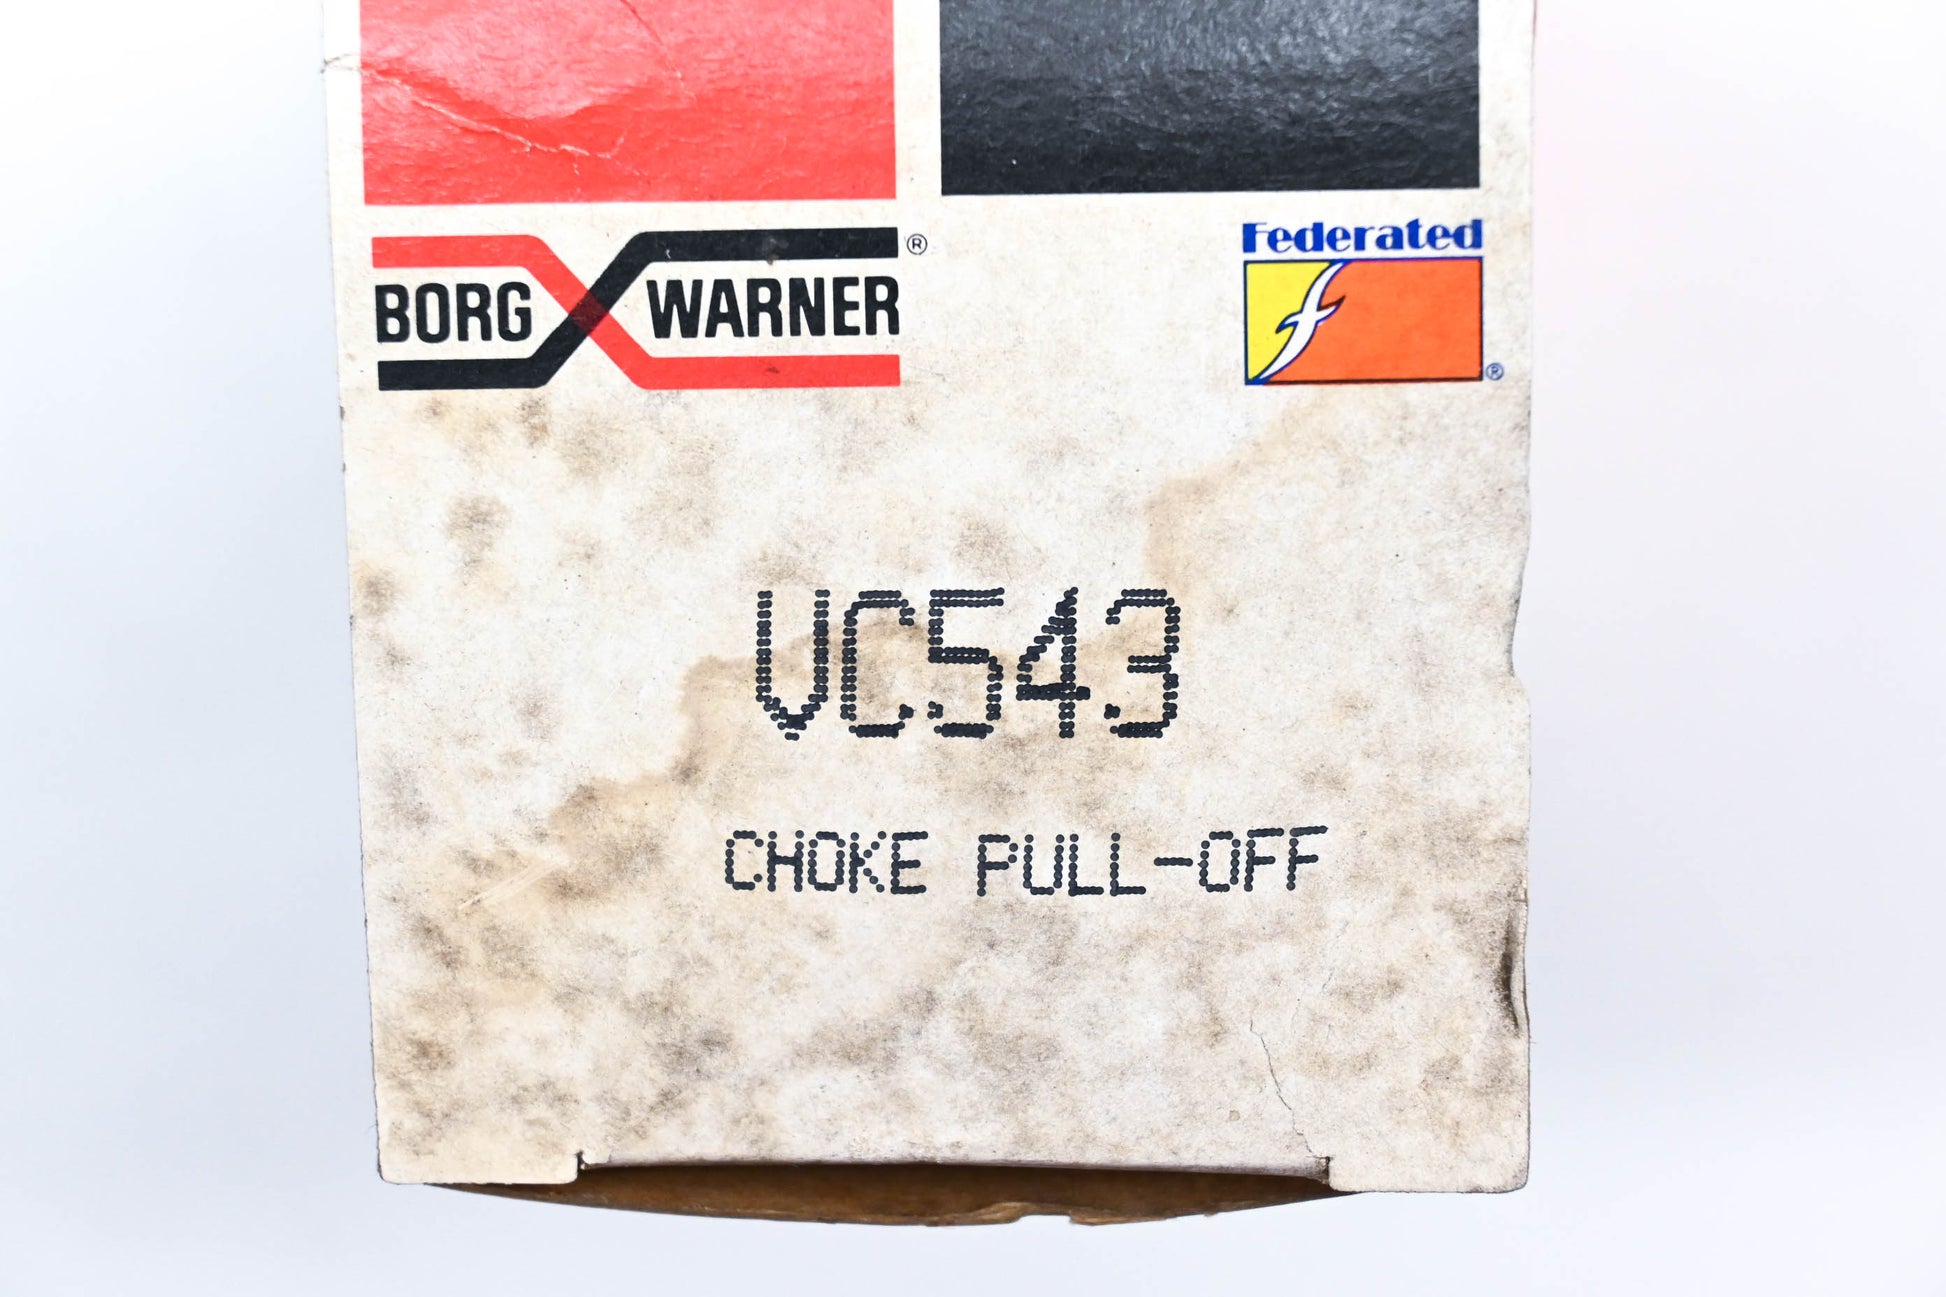 BORG WARNER®
Federated
®
VC543
CHOKE PULL-OFF